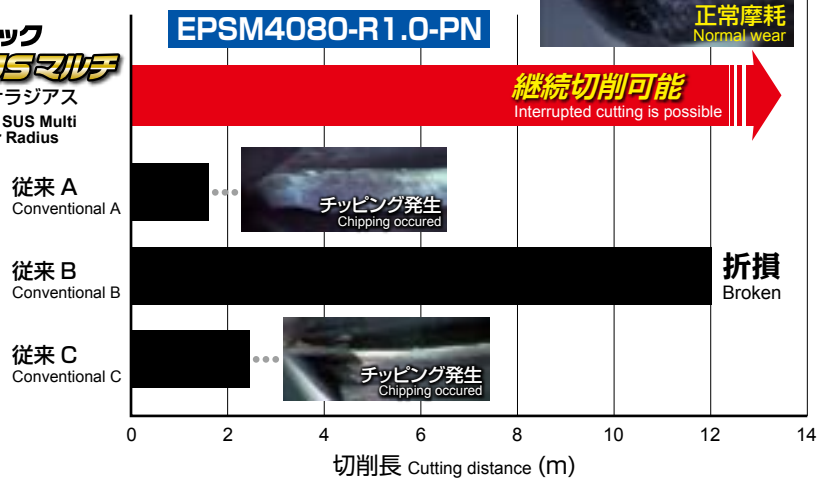 EPSM4080-R1.0-PN
正常摩耗
Normal wear
ック
USマルチ
ラジアス
SUS Multi
Radius
継続切削可能
Interrupted cutting is possible
従来 A
Conventional A
チッピング発生
Chipping occured
従来 B
Conventional B
折損
Broken
従来 C
Conventional C
チッピング発生
Chipping occured
0 2 4 6 8 10 12 14
切削長 Cutting distance (m)